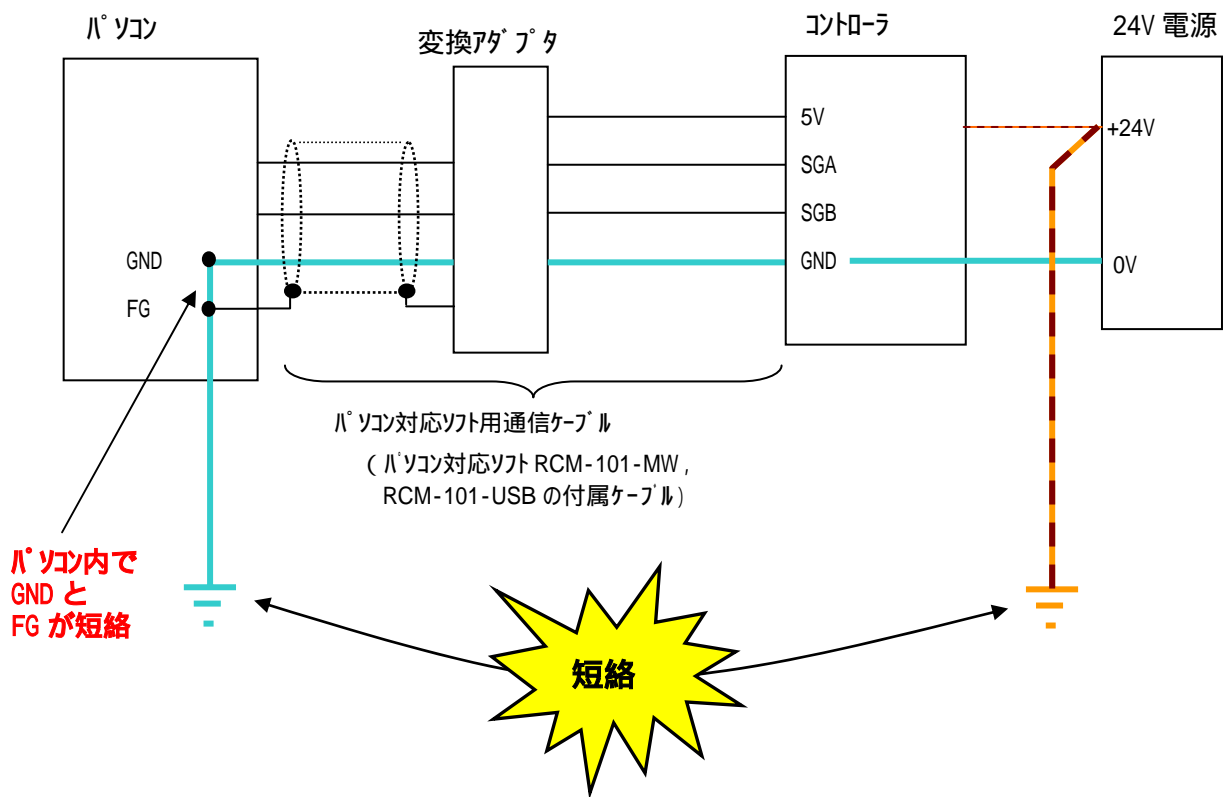 パソコン
変換アダプタ
コントローラ
24V 電源
5V
SGA
SGB
GND
+24V
0V
GND
FG
パソコン対応ソフト用通信ケーブル
(パソコン対応ソフト RCM-101-MW,
RCM-101-USB の付属ケーブル)
パソコン内で
GND と
FG が短絡
短絡